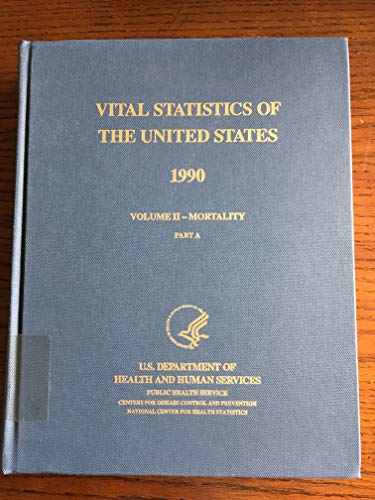 VITAL STATISTICS OF
THE UNITED STATES
1990
VOLUME II – MORTALITY
PART A
U.S. DEPARTMENT OF
HEALTH AND HUMAN SERVICES
PUBLIC HEALTH SERVICE
CENTERS FOR DISEASE CONTROL AND PREVENTION
NATIONAL CENTER FOR HEALTH STATISTICS